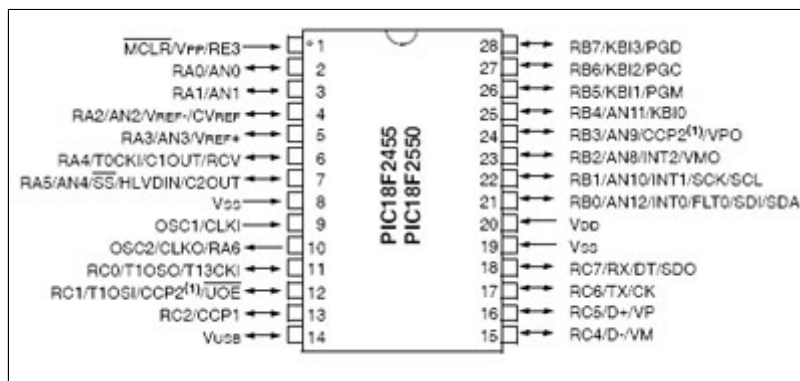 MCLR/VPP/RE3 1 28 RB7/KBI3/PGD
RA0/AN0 2 27 RB6/KBI2/PGC
RA1/AN1 3 26 RB5/KBI1/PGM
RA2/AN2/VREF-/CVREF 4 25 RB4/AN11/KBI0
RA3/AN3/VREF+ 5 24 RB3/AN9/CCP2(1)/VPO
RA4/T0CKI/C1OUT/RCV 6 23 RB2/AN8/INT2/VMO
RA5/AN4/SS/HLVDIN/C2OUT 7 22 RB1/AN10/INT1/SCK/SCL
VSS 8 21 RB0/AN12/INT0/FLT0/SDI/SDA
OSC1/CLKI 9 20 VDD
OSC2/CLKO/RA6 10 19 VSS
RC0/T1OSO/T13CKI 11 18 RC7/RX/DT/SDO
RC1/T1OSI/CCP2(1)/UOE 12 17 RC6/TX/CK
RC2/CCP1 13 16 RC5/D+/VP
VUSB 14 15 RC4/D-/VM
PIC18F2455
PIC18F2550